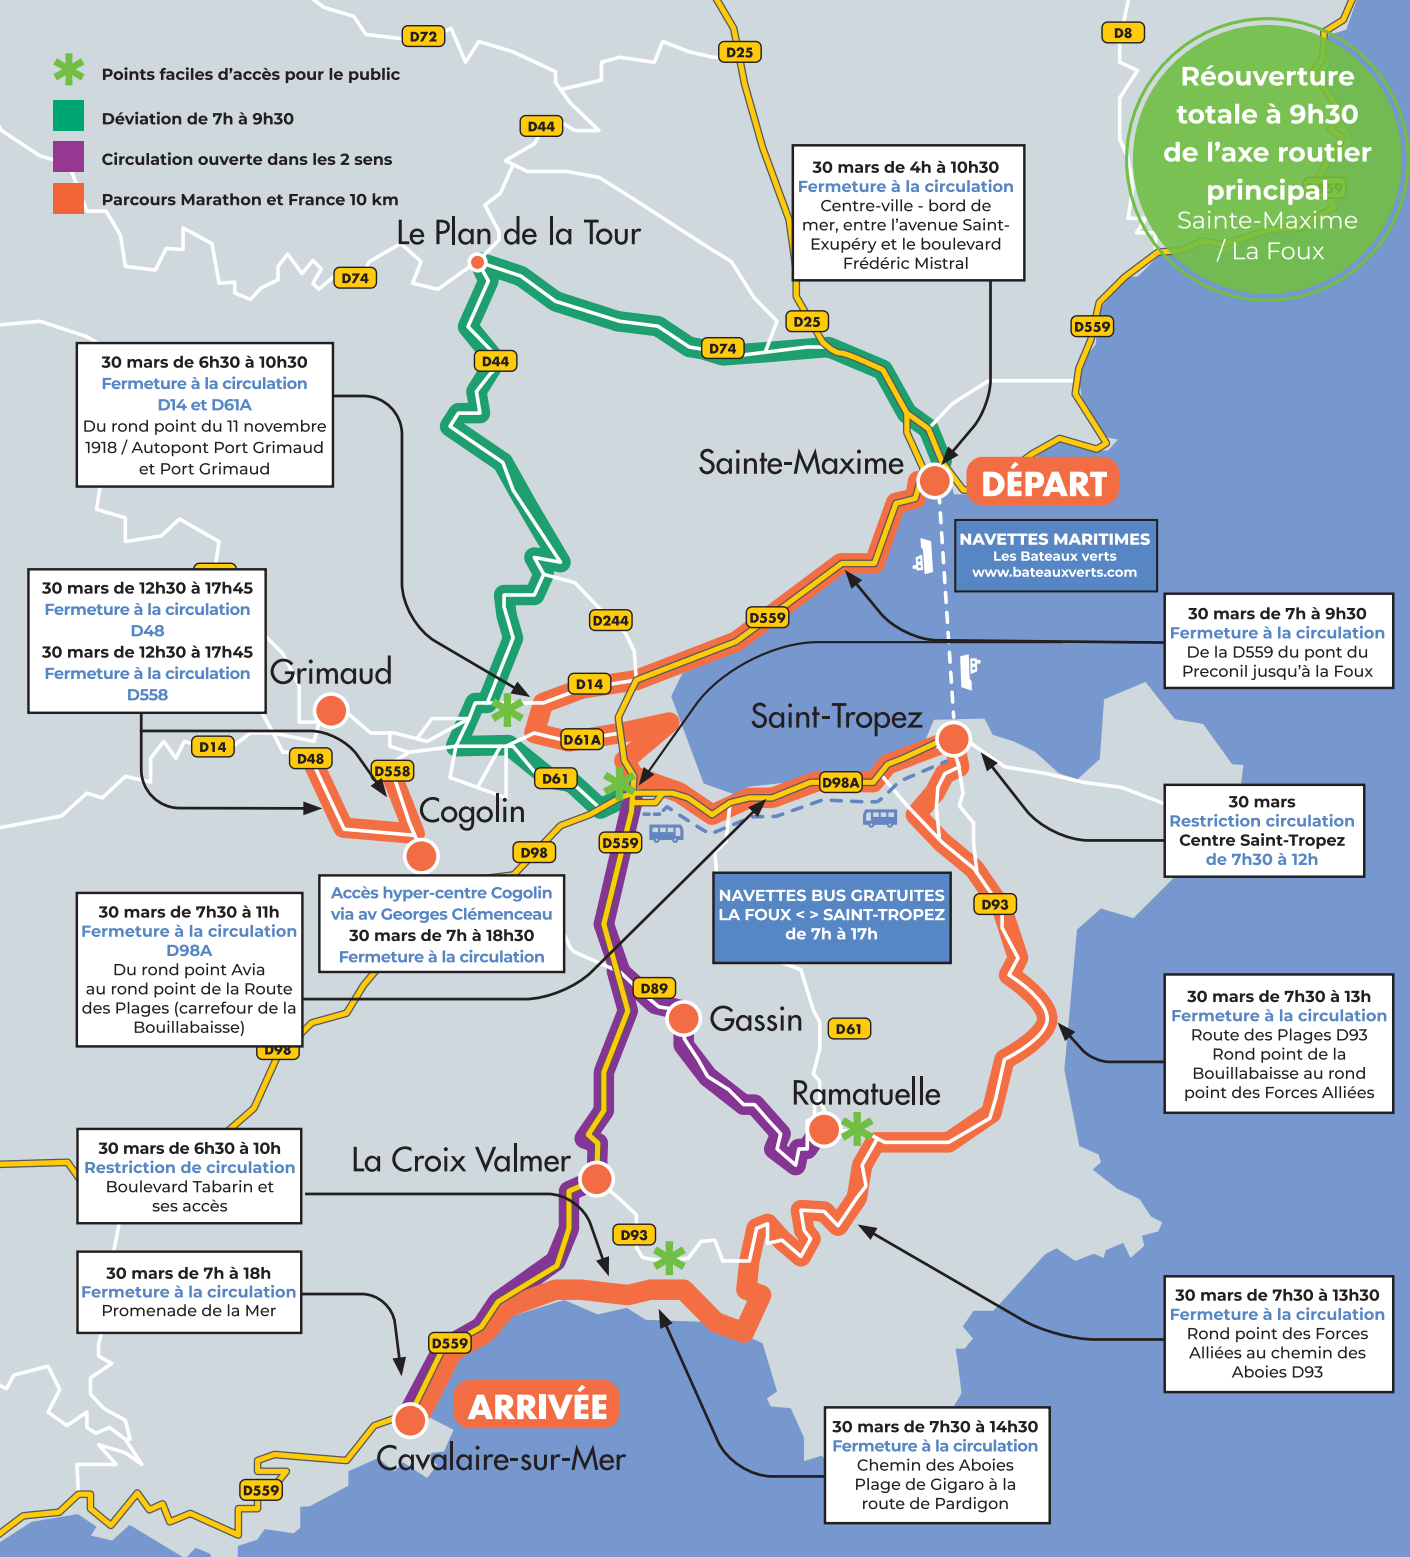 D72
D25
D8
Points faciles d'accès pour le public
Déviation de 7h à 9h30
Circulation ouverte dans les 2 sens
Parcours Marathon et France 10 km
Réouverture
totale à 9h30
de l'axe routier
principal
Sainte-Maxime
/ La Foux
D44
30 mars de 4h à 10h30
Fermeture à la circulation
Centre-ville - bord de
mer, entre l'avenue Saint-
Exupéry et le boulevard
Frédéric Mistral
Le Plan de la Tour
D74
D25
D559
D74
D44
30 mars de 6h30 à 10h30
Fermeture à la circulation
D14 et D61A
Du rond point du 11 novembre
1918 / Autopont Port Grimaud
et Port Grimaud
Sainte-Maxime
DÉPART
NAVETTES MARITIMES
Les Bateaux verts
www.bateauxverts.com
30 mars de 12h30 à 17h45
Fermeture à la circulation
D48
30 mars de 12h30 à 17h45
Fermeture à la circulation
D558
D244
D559
30 mars de 7h à 9h30
Fermeture à la circulation
De la D559 du pont du
Preconil jusqu'à la Foux
Grimaud
D14
Saint-Tropez
D14
D48
D558
D61A
D61
D98A
Cogolin
D98
D559
30 mars
Restriction circulation
Centre Saint-Tropez
de 7h30 à 12h
Accès hyper-centre Cogolin
via av Georges Clémenceau
30 mars de 7h à 18h30
Fermeture à la circulation
NAVETTES BUS GRATUITES
LA FOUX < > SAINT-TROPEZ
de 7h à 17h
D93
30 mars de 7h30 à 11h
Fermeture à la circulation
D98A
Du rond point Avia
au rond point de la Route
des Plages (carrefour de la
Bouillabaisse)
D98
D89
Gassin
D61
30 mars de 7h30 à 13h
Fermeture à la circulation
Route des Plages D93
Rond point de la
Bouillabaisse au rond
point des Forces Alliées
Ramatuelle
30 mars de 6h30 à 10h
Restriction de circulation
Boulevard Tabarin et
ses accès
La Croix Valmer
D93
30 mars de 7h à 18h
Fermeture à la circulation
Promenade de la Mer
30 mars de 7h30 à 13h30
Fermeture à la circulation
Rond point des Forces
Alliées au chemin des
Aboies D93
D559
ARRIVÉE
Cavalaire-sur-Mer
30 mars de 7h30 à 14h30
Fermeture à la circulation
Chemin des Aboies
Plage de Gigaro à la
route de Pardigon
D559